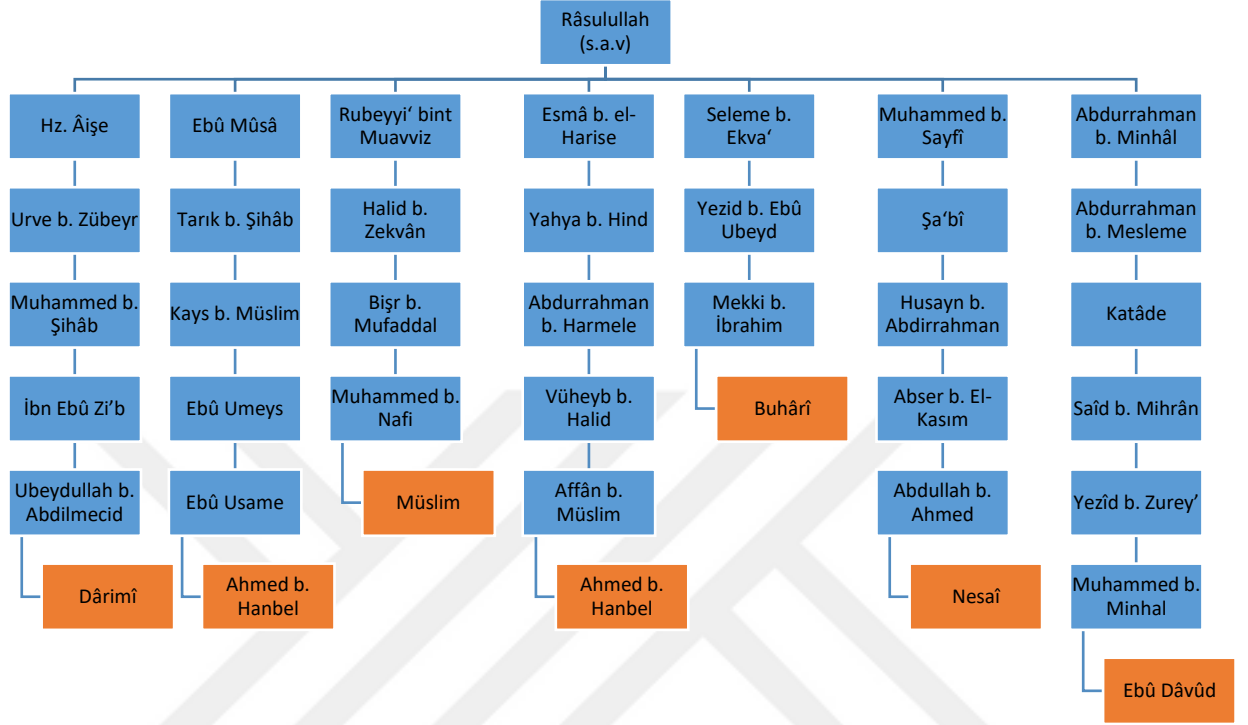 Râsulullah
(s.a.v)
Hz. Âişe
Urve b. Zübeyr
Muhammed b.
Şihâb
İbn Ebû Zi’b
Ubeydullah b.
Abdilmecid
Dârimî
Ebû Mûsâ
Tarık b. Şihâb
Kays b. Müslim
Ebû Umeys
Ebû Usame
Ahmed b.
Hanbel
Rubeyyi‘ bint
Muavviz
Halid b.
Zekvân
Bişr b.
Mufaddal
Muhammed b.
Nafi
Müslim
Esmâ b. el-
Harise
Yahya b. Hind
Abdurrahman
b. Harmele
Vüheyb b.
Halid
Affân b.
Müslim
Ahmed b.
Hanbel
Seleme b.
Ekva‘
Yezid b. Ebû
Ubeyd
Mekki b.
İbrahim
Buhârî
Muhammed b.
Sayfî
Şa‘bî
Husayn b.
Abdirrahman
Abser b. El-
Kasım
Abdullah b.
Ahmed
Nesaî
Abdurrahman
b. Minhâl
Abdurrahman
b. Mesleme
Katâde
Saîd b. Mihrân
Yezîd b. Zurey’
Muhammed b.
Minhal
Ebû Dâvûd